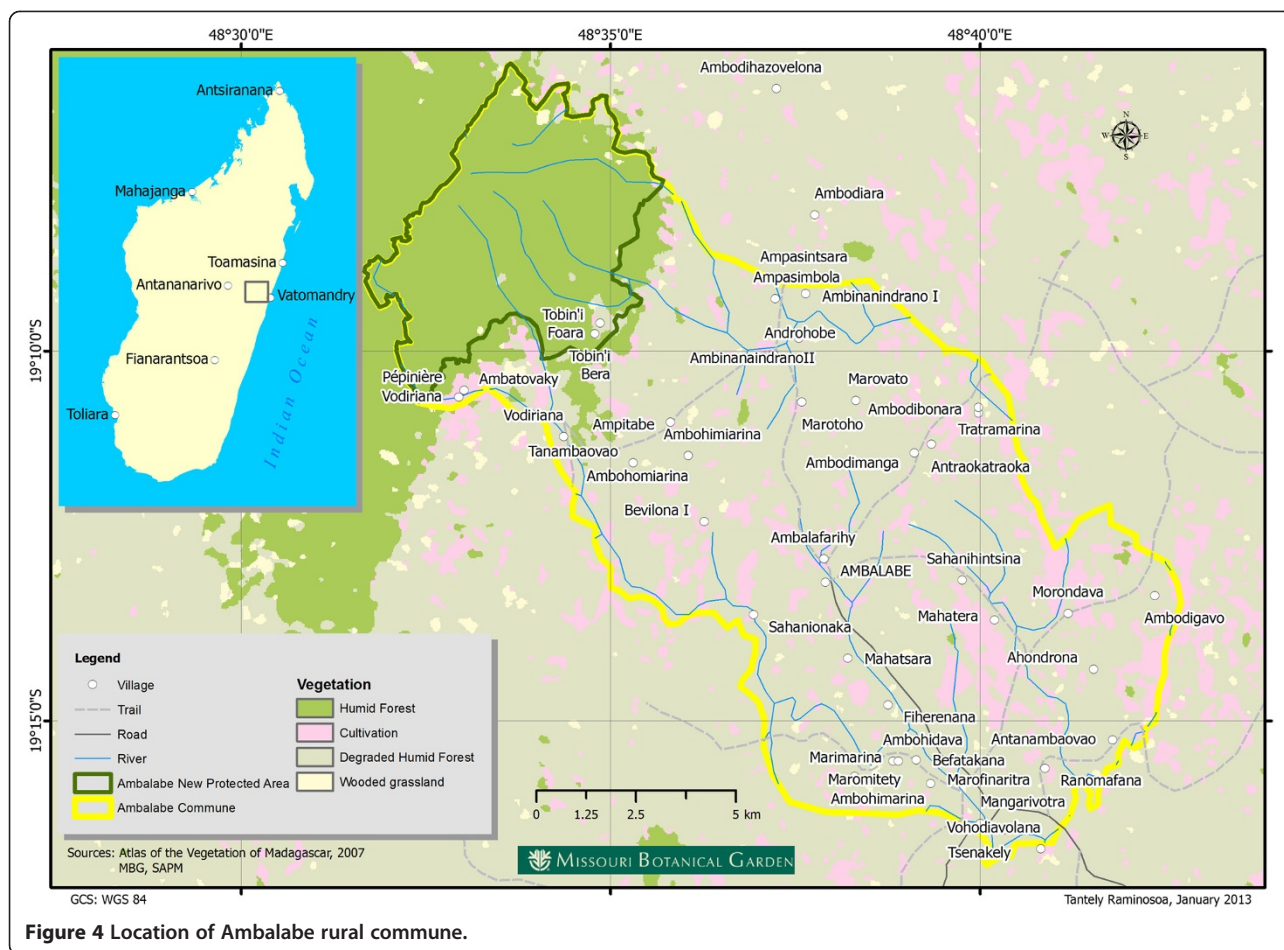 48°30'0"E
48°35'0"E
48°40'0"E
Ambodihazovelona
Antsiranana
N
W E
S
Mahajanga
Ambodiara
Toamasina
Ampasintsara
Antananarivo
Ampasimbola
Vatomandry
Ambinanindrano I
Tobin'i
Foara
Androhobe
19°10'0"S
Fianarantsoa
Tobin'i
Bera
AmbinanaindranoII
Indian Ocean
Pépinière
Vodiriana
Ambatovaky
Marovato
Ambodibonara
Toliara
Vodiriana
Ampitabe
Ambohimiarina
Marotoho
Tratramarina
Tanambaovao
Ambodimanga
Antraokatraoka
Ambohomiarina
Bevilona I
Ambalafarihy
Sahanihintsina
AMBALABE
Morondava
Mahatera
Ambodigavo
Sahanionaka
Mahatsara
Ahondrona
19°15'0"S
Fiherenana
Ambohidava
Antanambaovao
Marimarina
Befatakana
Maromitety
Marofinaritra
Ranomafana
Ambohimarina
Mangarivotra
Vohodiavolana
Tsenakely
Legend
Village
Trail
Road
River
Ambalabe New Protected Area
Ambalabe Commune
Vegetation
Humid Forest
Cultivation
Degraded Humid Forest
Wooded grassland
0 1.25 2.5 5 km
Sources: Atlas of the Vegetation of Madagascar, 2007
MBG, SAPM
MISSOURI BOTANICAL GARDEN
GCS: WGS 84
Tantely Raminosoa, January 2013
Figure 4 Location of Ambalabe rural commune.